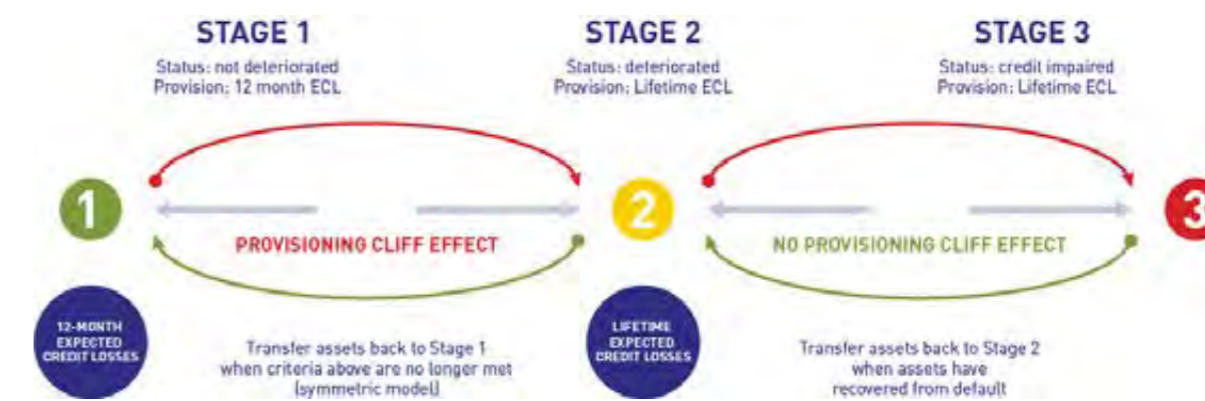 STAGE 1
Status: not deteriorated
Provision: 12 month ECL
STAGE 2
Status: deteriorated
Provision: Lifetime ECL
STAGE 3
Status: credit impaired
Provision: Lifetime ECL
1
2
3
PROVISIONING CLIFF EFFECT
NO PROVISIONING CLIFF EFFECT
12-MONTH
EXPECTED
CREDIT LOSSES
Transfer assets back to Stage 1
when criteria above are no longer met
(symmetric model)
LIFETIME
EXPECTED
CREDIT LOSSES
Transfer assets back to Stage 2
when assets have
recovered from default